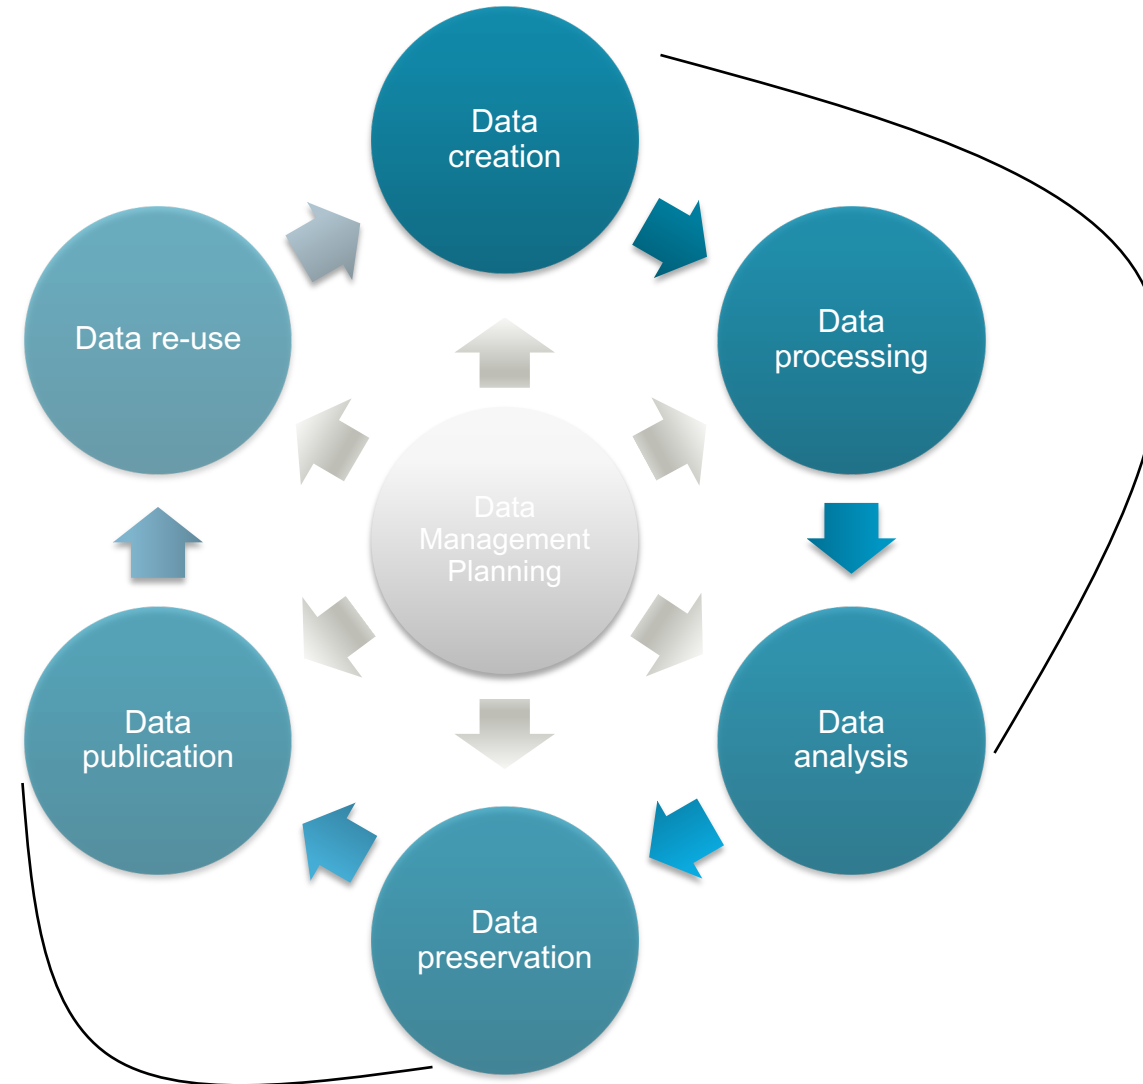 Data
creation
Data
processing
Data
analysis
Data
preservation
Data
publication
Data re-use
Data
Management
Planning